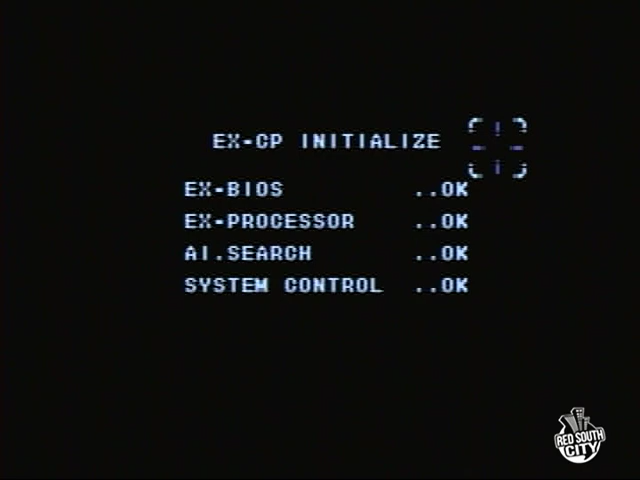 EX-CP INITIALIZE
EX-BIOS ..OK
EX-PROCESSOR ..OK
AI.SEARCH ..OK
SYSTEM CONTROL ..OK
RED SOUTH
CITY